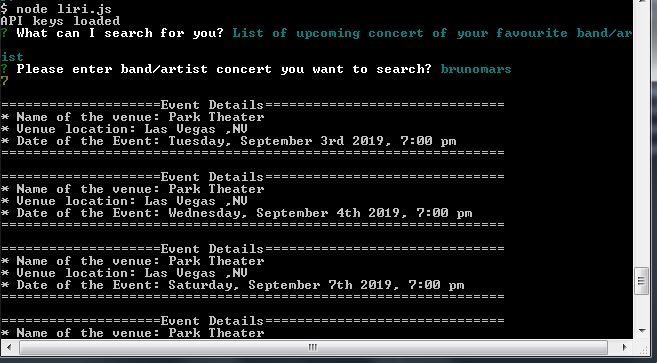 $ node liri.js
API keys loaded
? What can I search for you? List of upcoming concert of your favourite band/ar
ist
? Please enter band/artist concert you want to search? brunomars
7
====================Event Details==============================
* Name of the venue: Park Theater
* Venue location: Las Vegas ,NV
* Date of the Event: Tuesday, September 3rd 2019, 7:00 pm
===============================================================
====================Event Details==============================
* Name of the venue: Park Theater
* Venue location: Las Vegas ,NV
* Date of the Event: Wednesday, September 4th 2019, 7:00 pm
===============================================================
====================Event Details==============================
* Name of the venue: Park Theater
* Venue location: Las Vegas ,NV
* Date of the Event: Saturday, September 7th 2019, 7:00 pm
===============================================================
====================Event Details==============================
* Name of the venue: Park Theater